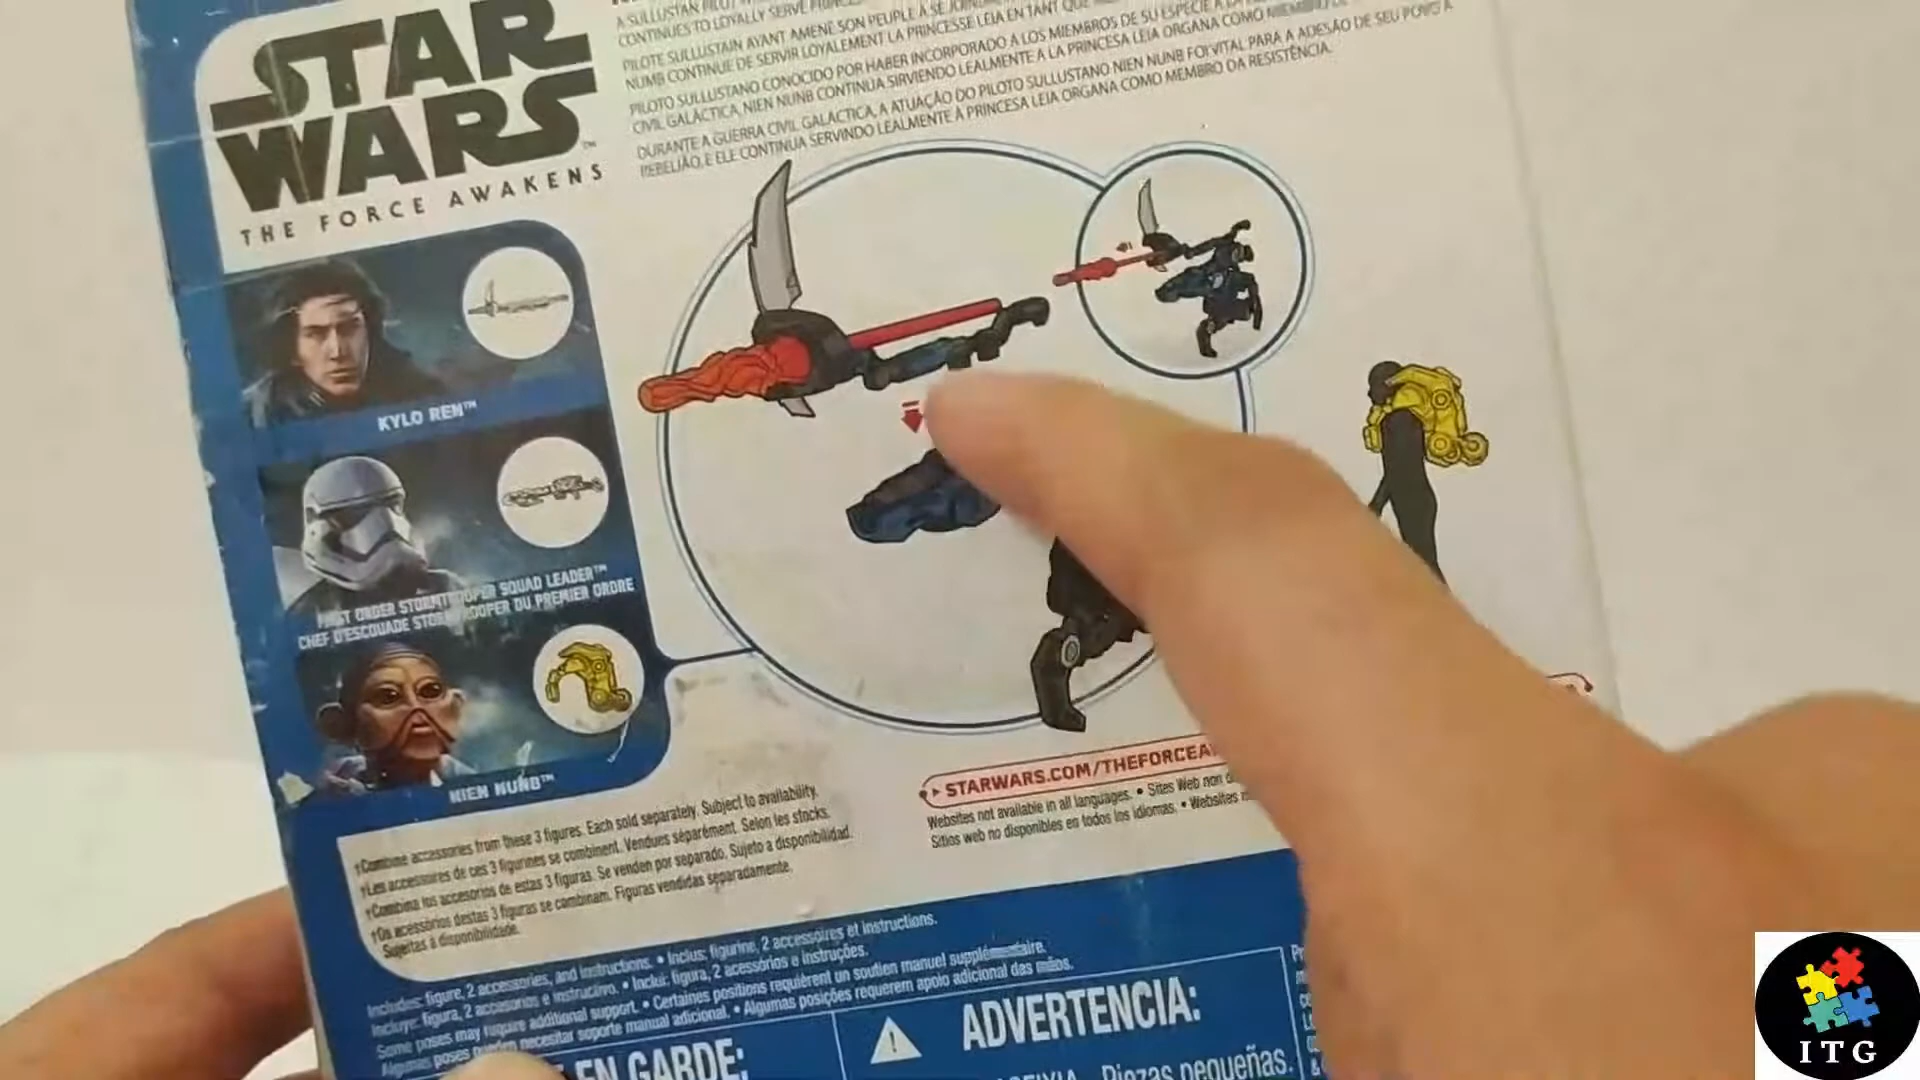 STAR
WARS™
THE FORCE AWAKENS
A SULLUSTAN PILOT
CONTINUES TO LOYALLY SERVE
PILOTE SULLUSTAIN AYANT AMENÉ SON PEUPLE À SE
NUMB CONTINUE DE SERVIR LOYALEMENT LA PRINCESSE LEIA EN TANT QUE
PILOTO SULLUSTANO CONOCIDO POR HABER INCORPORADO A LOS MIEMBROS DE SU ESPECIE A
CIVIL GALÁCTICA, NIEN NUNB CONTINÚA SIRVIENDO LEALMENTE A LA PRINCESA LEIA ORGANA COMO MIEMBRO DE
DURANTE A GUERRA CIVIL GALÁCTICA, A ATUAÇÃO DO PILOTO SULLUSTANO NIEN NUNB FOI VITAL PARA A ADESÃO DE SEU POVO À
REBELIÃO, E ELE CONTINUA SERVINDO LEALMENTE À PRINCESA LEIA ORGANA COMO MEMBRO DA RESISTÊNCIA.
KYLO REN™
FIRST ORDER STORMTROOPER SQUAD LEADER™
CHEF D'ESCOUADE STORMTROOPER DU PREMIER ORDRE
NIEN NUNB™
†Combine accessories from these 3 figures. Each sold separately. Subject to availability.
†Les accessoires de ces 3 figurines se combinent. Vendues séparément. Selon les stocks.
†Combina los accesorios de estas 3 figuras. Se venden por separado. Sujeto a disponibilidad.
†Os acessórios destas 3 figuras se combinam. Figuras vendidas separadamente.
Sujeitas à disponibilidade.
STARWARS.COM/THEFORCEA
Websites not available in all languages. • Sites Web non
Sitios web no disponibles en todos los idiomas. • Websites
Includes: figure, 2 accessories, and instructions. • Inclus: figurine, 2 accessoires et instructions.
Incluye: figura, 2 accesorios e instructivo. • Inclui: figura, 2 acessórios e instruções.
Some poses may require additional support. • Certaines positions requièrent un soutien manuel supplémentaire.
Algunas poses pueden necesitar soporte manual adicional. • Algumas posições requerem apoio adicional das mãos.
EN GARDE:
ADVERTENCIA:
Piezas pequeñas.
ITG